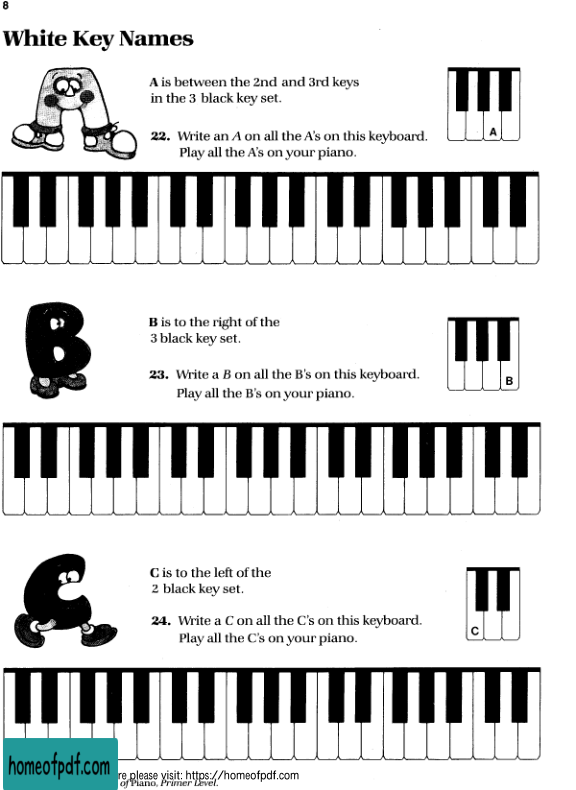 8
White Key Names
A is between the 2nd and 3rd keys
in the 3 black key set.
A
22. Write an A on all the A's on this keyboard.
Play all the A's on your piano.
B is to the right of the
3 black key set.
B
23. Write a B on all the B's on this keyboard.
Play all the B's on your piano.
C is to the left of the
2 black key set.
C
24. Write a C on all the C's on this keyboard.
Play all the C's on your piano.
homeofpdf.com
please visit: https://homeofpdf.com
of Piano, Primer Level.